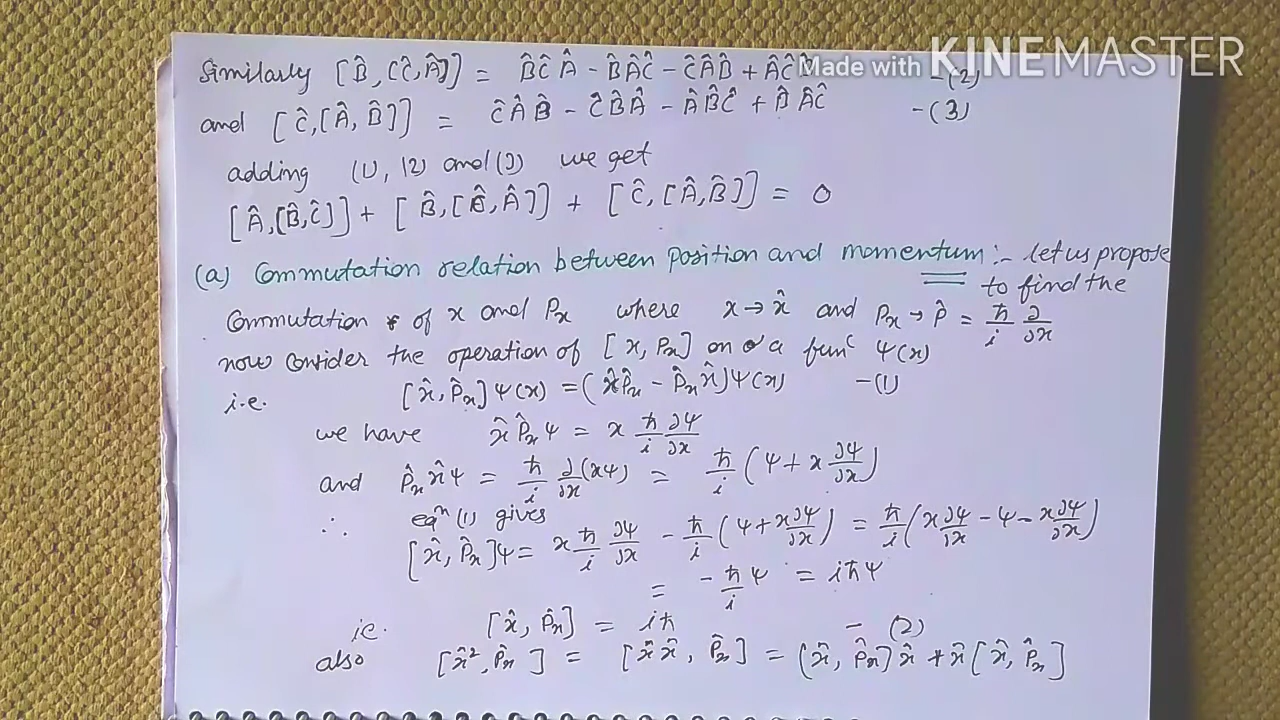 Made with KINEMASTER
Similarly [B̂, [Ĉ,Â]] = B̂ĈÂ - B̂ÂĈ - ĈÂB̂ + ÂĈB̂ -(2)
and [Ĉ,[Â, B̂]] = ĈÂB̂ - ĈB̂Â - ÂB̂Ĉ + B̂ÂĈ -(3)
adding (1), (2) and (3) we get
[Â,[B̂,Ĉ]] + [B̂,[Ĉ,Â]] + [Ĉ,[Â,B̂]] = 0
(a) Commutation relation between position and momentum :- let us propose
to find the
Commutation of x and Px where x → x̂ and Px → P̂ = ħ/i ∂/∂x
now consider the operation of [x, Px] on a funᶜ ψ(x)
i.e. [x̂, P̂x] ψ(x) = (x̂P̂x - P̂x x̂)ψ(x) -(1)
we have x̂ P̂x ψ = x ħ/i ∂ψ/∂x
and P̂x x̂ ψ = ħ/i ∂/∂x (xψ) = ħ/i (ψ + x ∂ψ/∂x)
∴ eqⁿ (1) gives
[x̂, P̂x]ψ = x ħ/i ∂ψ/∂x - ħ/i (ψ + x ∂ψ/∂x) = ħ/i (x ∂ψ/∂x - ψ - x ∂ψ/∂x)
= -ħ/i ψ = iħψ
ie. [x̂, P̂x] = iħ - (2)
also [x̂², P̂x] = [x̂ x̂, P̂x] = [x̂, P̂x] x̂ + x̂ [x̂, P̂x]